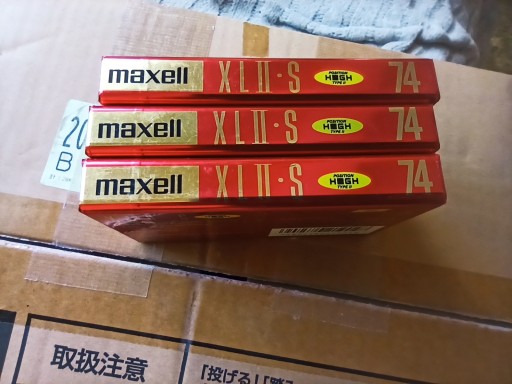 maxell XLII·S POSITION HIGH TYPE II 74
maxell XLII·S POSITION HIGH TYPE II 74
maxell XLII·S POSITION HIGH TYPE II 74
20
B
取扱注意
「投げる」「